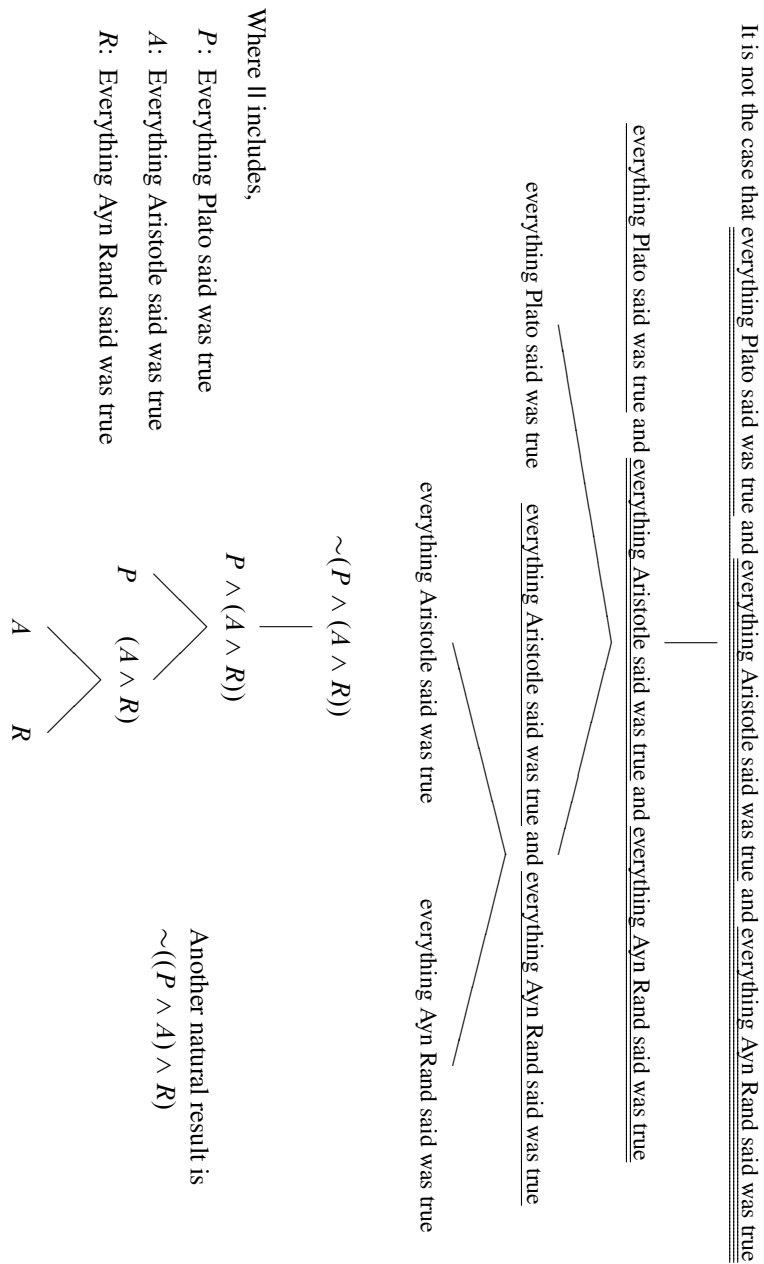 It is not the case that everything Plato said was true and everything Aristotle said was true and everything Ayn Rand said was true
everything Plato said was true and everything Aristotle said was true and everything Ayn Rand said was true
everything Plato said was true everything Aristotle said was true and everything Ayn Rand said was true
everything Aristotle said was true everything Ayn Rand said was true
Where II includes,
P: Everything Plato said was true
A: Everything Aristotle said was true
R: Everything Ayn Rand said was true
∼(P ∧ (A ∧ R))
P ∧ (A ∧ R))
P (A ∧ R)
A R
Another natural result is
∼((P ∧ A) ∧ R)